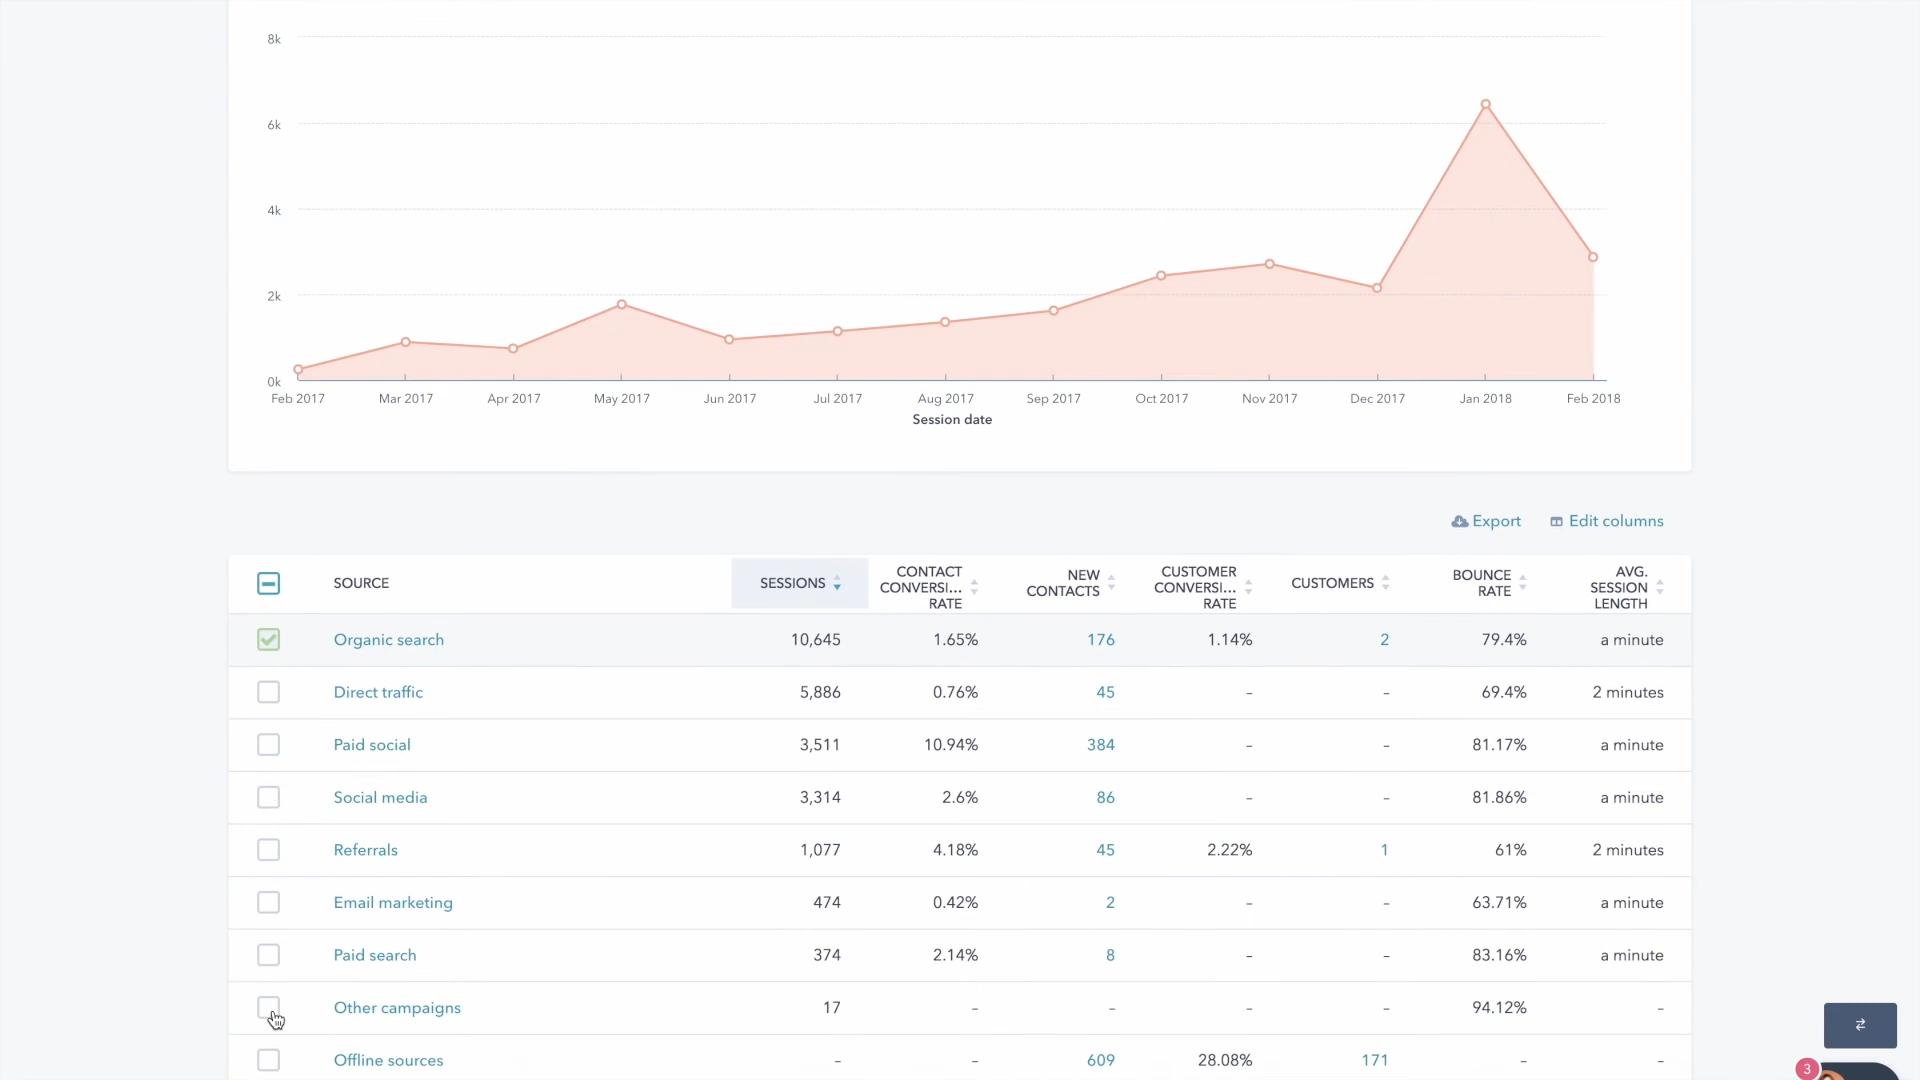 8k
6k
4k
2k
0k
Feb 2017 Mar 2017 Apr 2017 May 2017 Jun 2017 Jul 2017 Aug 2017 Sep 2017 Oct 2017 Nov 2017 Dec 2017 Jan 2018 Feb 2018
Session date
Export Edit columns
SOURCE SESSIONS CONTACT CONVERSI... RATE NEW CONTACTS CUSTOMER CONVERSI... RATE CUSTOMERS BOUNCE RATE AVG. SESSION LENGTH
Organic search 10,645 1.65% 176 1.14% 2 79.4% a minute
Direct traffic 5,886 0.76% 45 – – 69.4% 2 minutes
Paid social 3,511 10.94% 384 – – 81.17% a minute
Social media 3,314 2.6% 86 – – 81.86% a minute
Referrals 1,077 4.18% 45 2.22% 1 61% 2 minutes
Email marketing 474 0.42% 2 – – 63.71% a minute
Paid search 374 2.14% 8 – – 83.16% a minute
Other campaigns 17 – – – – 94.12% –
Offline sources – – 609 28.08% 171 – –
3